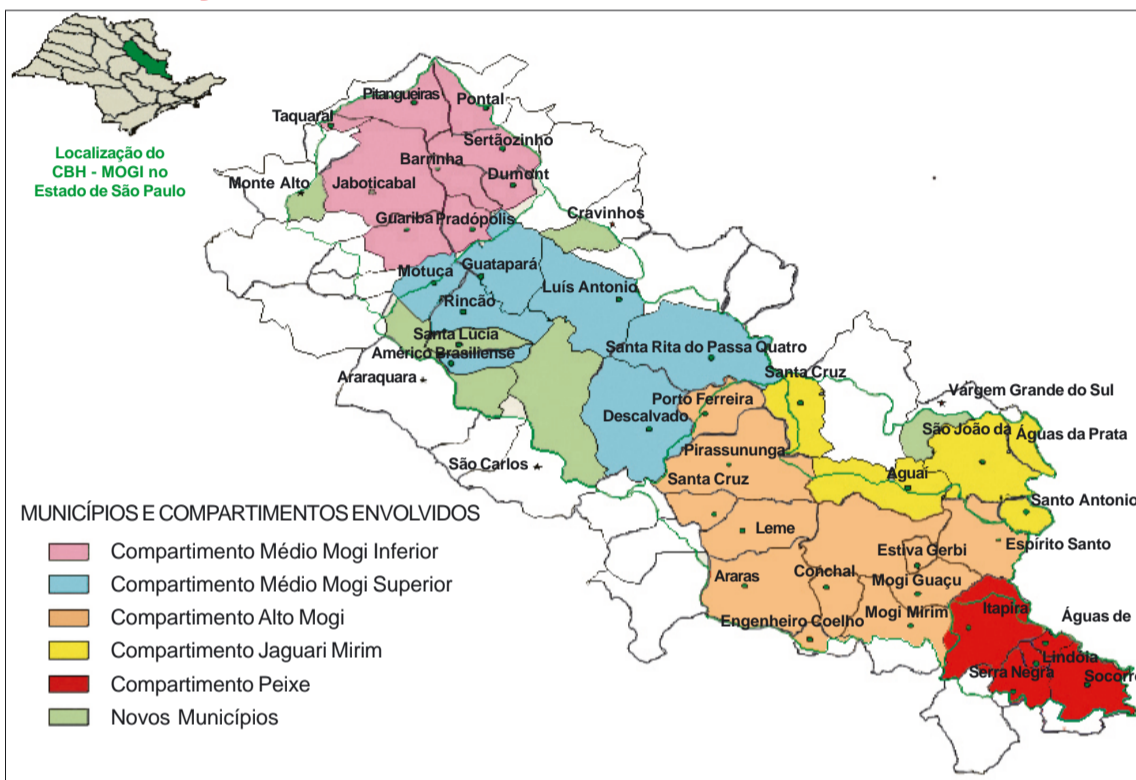 Localização do
CBH - MOGI no
Estado de São Paulo
Pitangueiras
Pontal
Taquaral
Sertãozinho
Barrinha
Dumont
Monte Alto
Jaboticabal
Cravinhos
Guariba
Pradópolis
Motuca
Guatapará
Luís Antonio
Rincão
Santa Lúcia
Santa Rita do Passa Quatro
Américo Brasiliense
Araraquara
Santa Cruz
Vargem Grande do Sul
Porto Ferreira
Descalvado
São João da
Águas da Prata
Pirassununga
São Carlos
Santa Cruz
Aguaí
Santo Antonio
Leme
Espírito Santo
Estiva Gerbi
Araras
Conchal
Mogi Guaçu
Engenheiro Coelho
Mogi Mirim
Itapira
Águas de
Lindóia
Serra Negra
Socorro
MUNICÍPIOS E COMPARTIMENTOS ENVOLVIDOS
Compartimento Médio Mogi Inferior
Compartimento Médio Mogi Superior
Compartimento Alto Mogi
Compartimento Jaguari Mirim
Compartimento Peixe
Novos Municípios